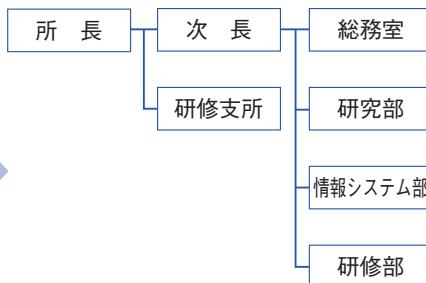 所　長
次　長
総務室
研修支所
研究部
情報システム部
研修部